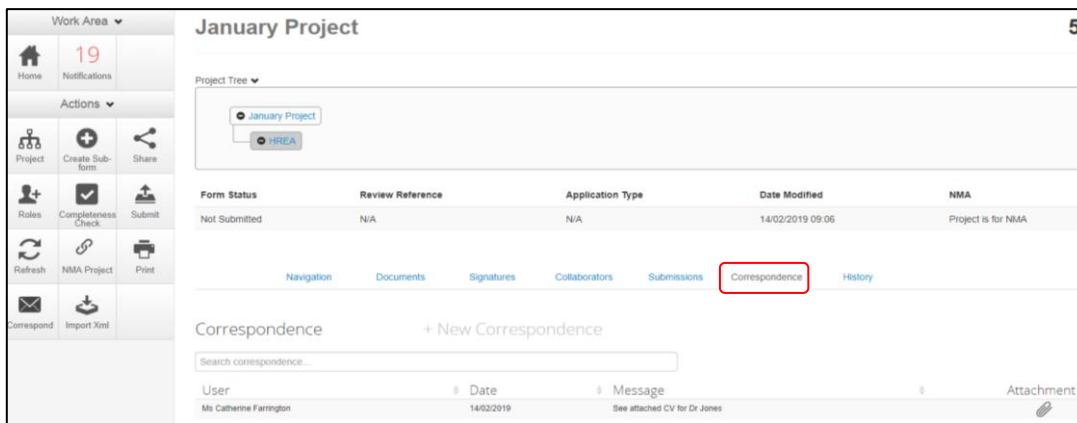 Work Area
January Project
5
19
Home Notifications
Project Tree
Actions
January Project
HREA
Project Create Sub-form Share
Form Status Review Reference Application Type Date Modified NMA
Roles Completeness Check Submit
Not Submitted N/A N/A 14/02/2019 09:06 Project is for NMA
Refresh NMA Project Print
Navigation Documents Signatures Collaborators Submissions Correspondence History
Correspond Import Xml
Correspondence + New Correspondence
Search correspondence...
User Date Message Attachment
Ms Catherine Farrington 14/02/2019 See attached CV for Dr Jones